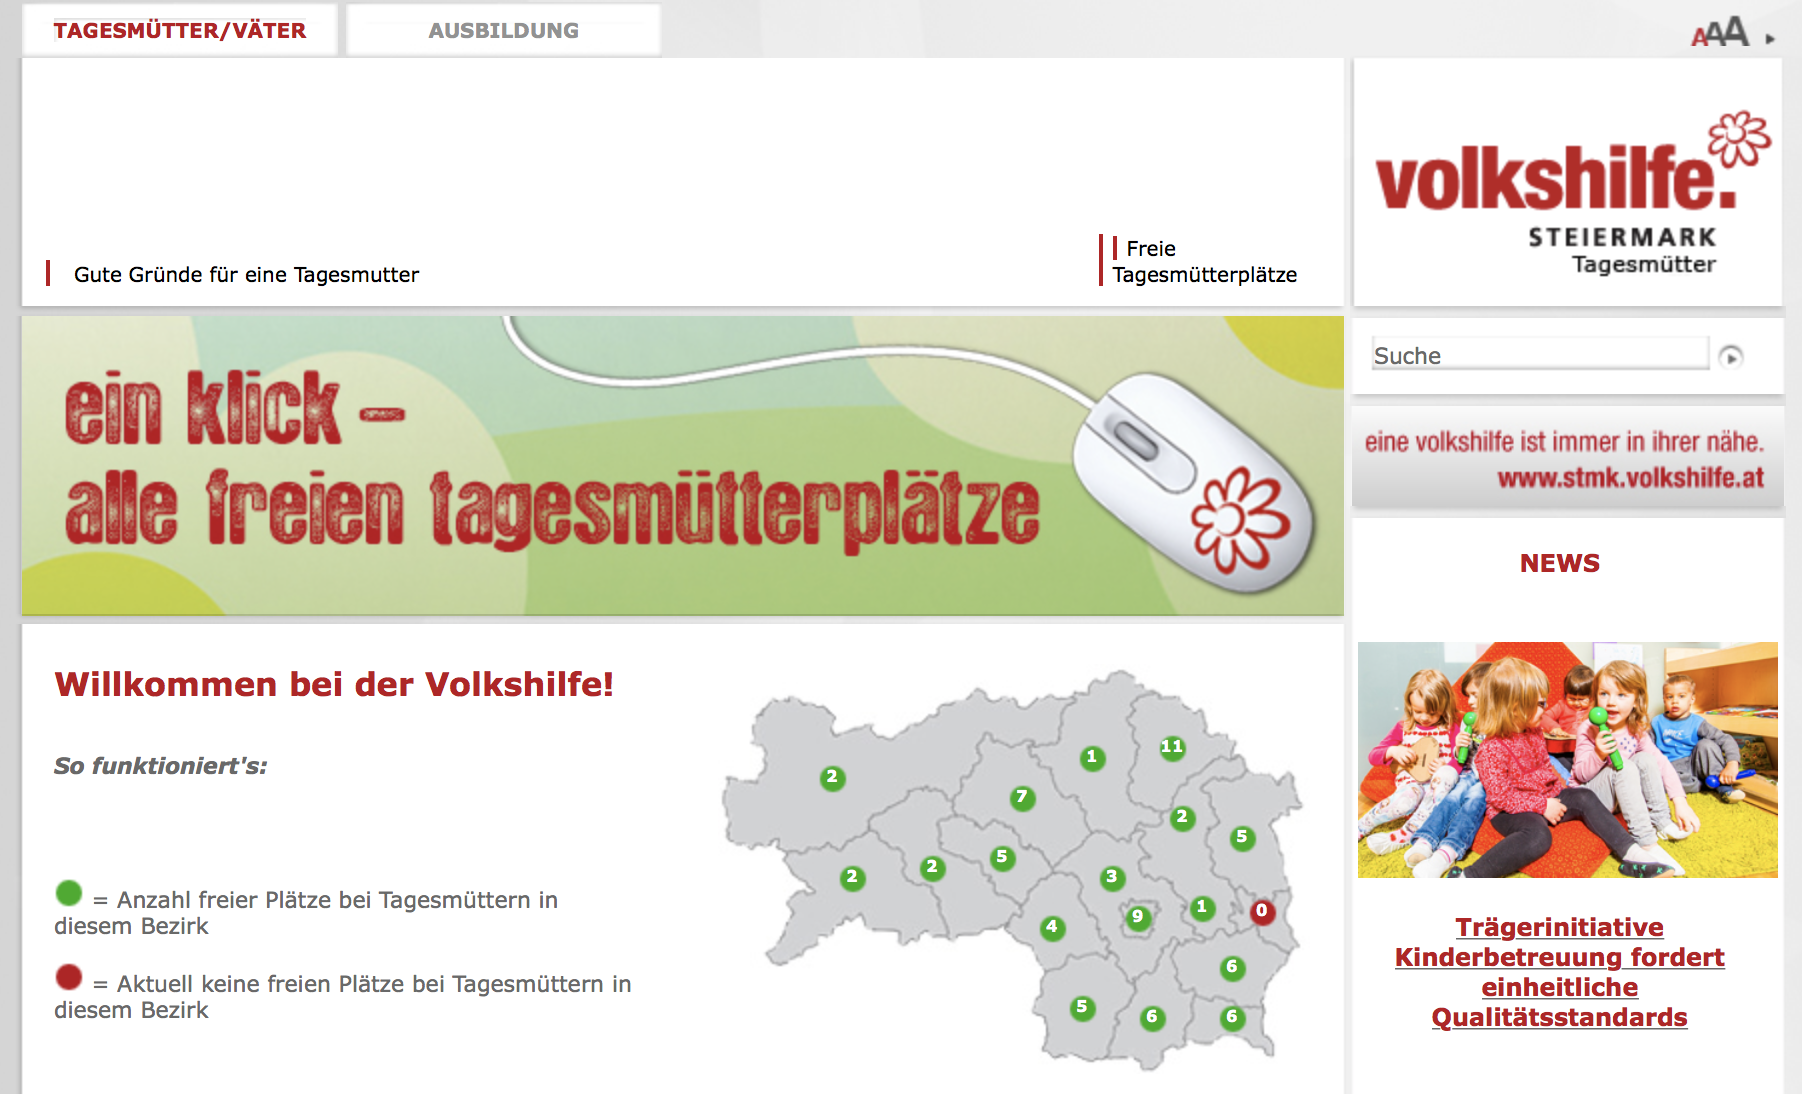 TAGESMÜTTER/VÄTER
AUSBILDUNG
AAA
Gute Gründe für eine Tagesmutter
Freie
Tagesmütterplätze
volkshilfe.
STEIERMARK
Tagesmütter
Suche
ein klick –
alle freien tagesmütterplätze
eine volkshilfe ist immer in ihrer nähe.
www.stmk.volkshilfe.at
NEWS
Willkommen bei der Volkshilfe!
So funktioniert's:
= Anzahl freier Plätze bei Tagesmüttern in
diesem Bezirk
= Aktuell keine freien Plätze bei Tagesmüttern in
diesem Bezirk
11
1
2
7
2
5
5
2
2
3
1
0
9
4
6
5
6
6
Trägerinitiative
Kinderbetreuung fordert
einheitliche
Qualitätsstandards